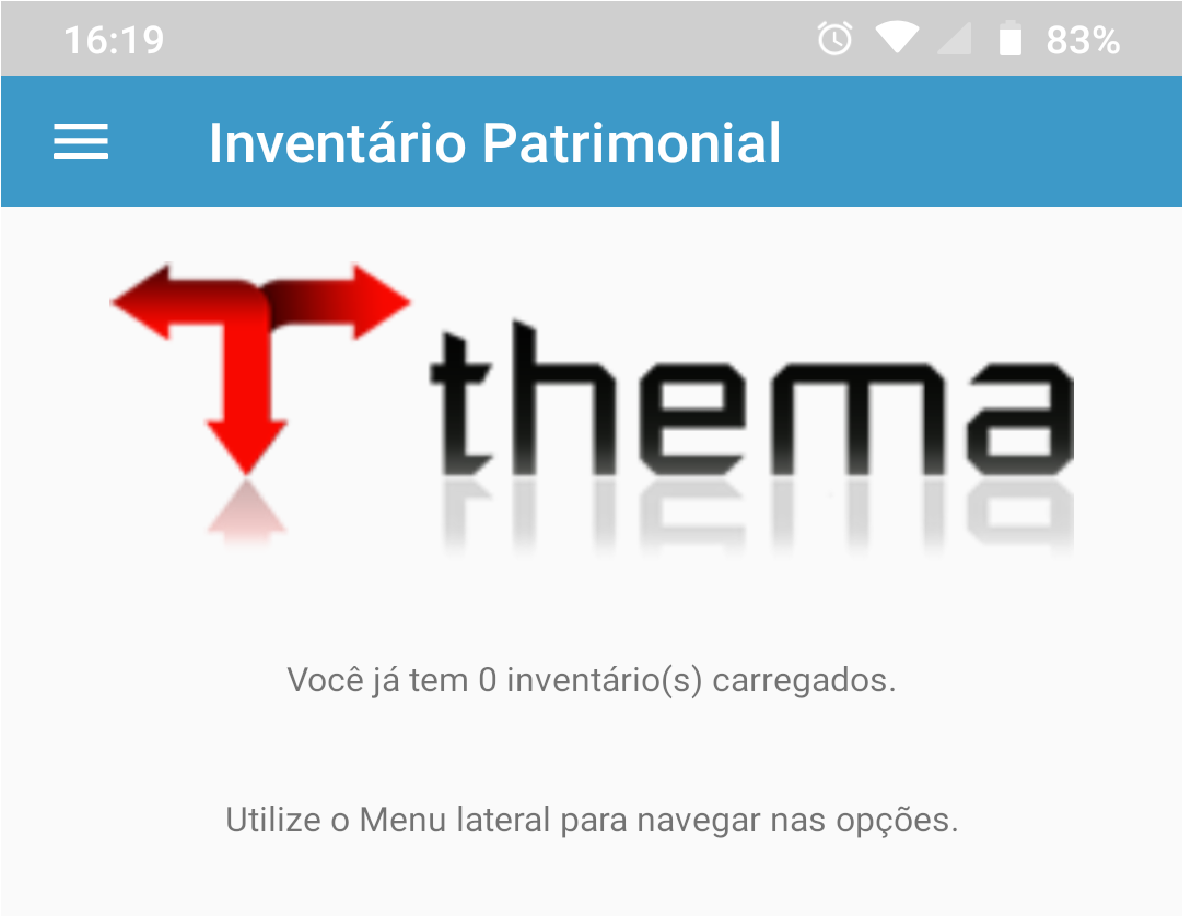 16:19
83%
Inventário Patrimonial
thema
Você já tem 0 inventário(s) carregados.
Utilize o Menu lateral para navegar nas opções.